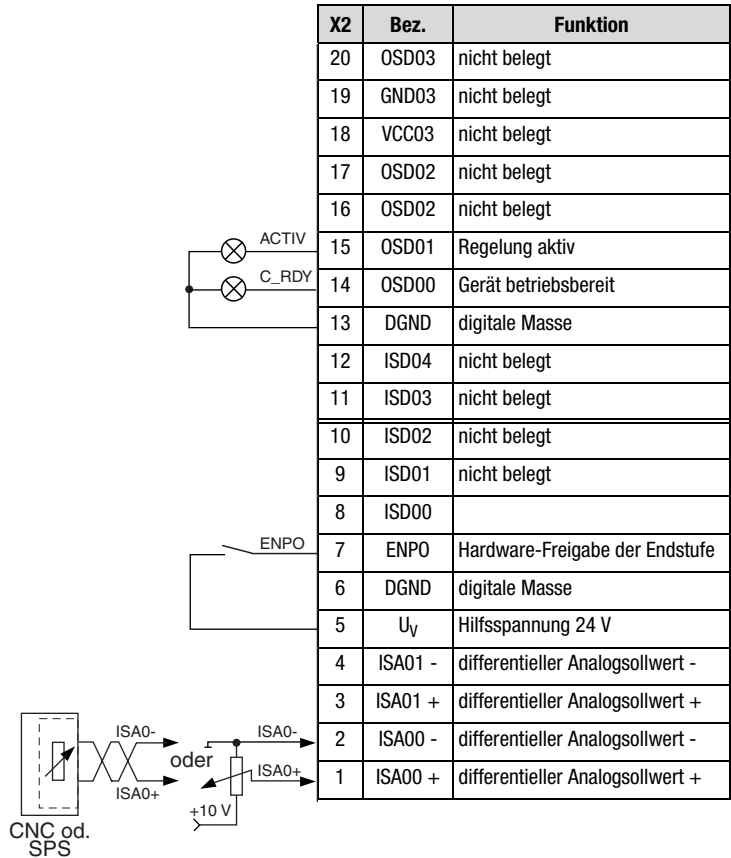 X2 Bez. Funktion
20 OSD03 nicht belegt
19 GND03 nicht belegt
18 VCC03 nicht belegt
17 OSD02 nicht belegt
16 OSD02 nicht belegt
ACTIV 15 OSD01 Regelung aktiv
C_RDY 14 OSD00 Gerät betriebsbereit
13 DGND digitale Masse
12 ISD04 nicht belegt
11 ISD03 nicht belegt
10 ISD02 nicht belegt
9 ISD01 nicht belegt
8 ISD00
ENPO 7 ENPO Hardware-Freigabe der Endstufe
6 DGND digitale Masse
5 UV Hilfsspannung 24 V
4 ISA01 - differentieller Analogsollwert -
3 ISA01 + differentieller Analogsollwert +
ISA0- ISA0- 2 ISA00 - differentieller Analogsollwert -
oder
ISA0+ ISA0+ 1 ISA00 + differentieller Analogsollwert +
+10 V
CNC od.
SPS